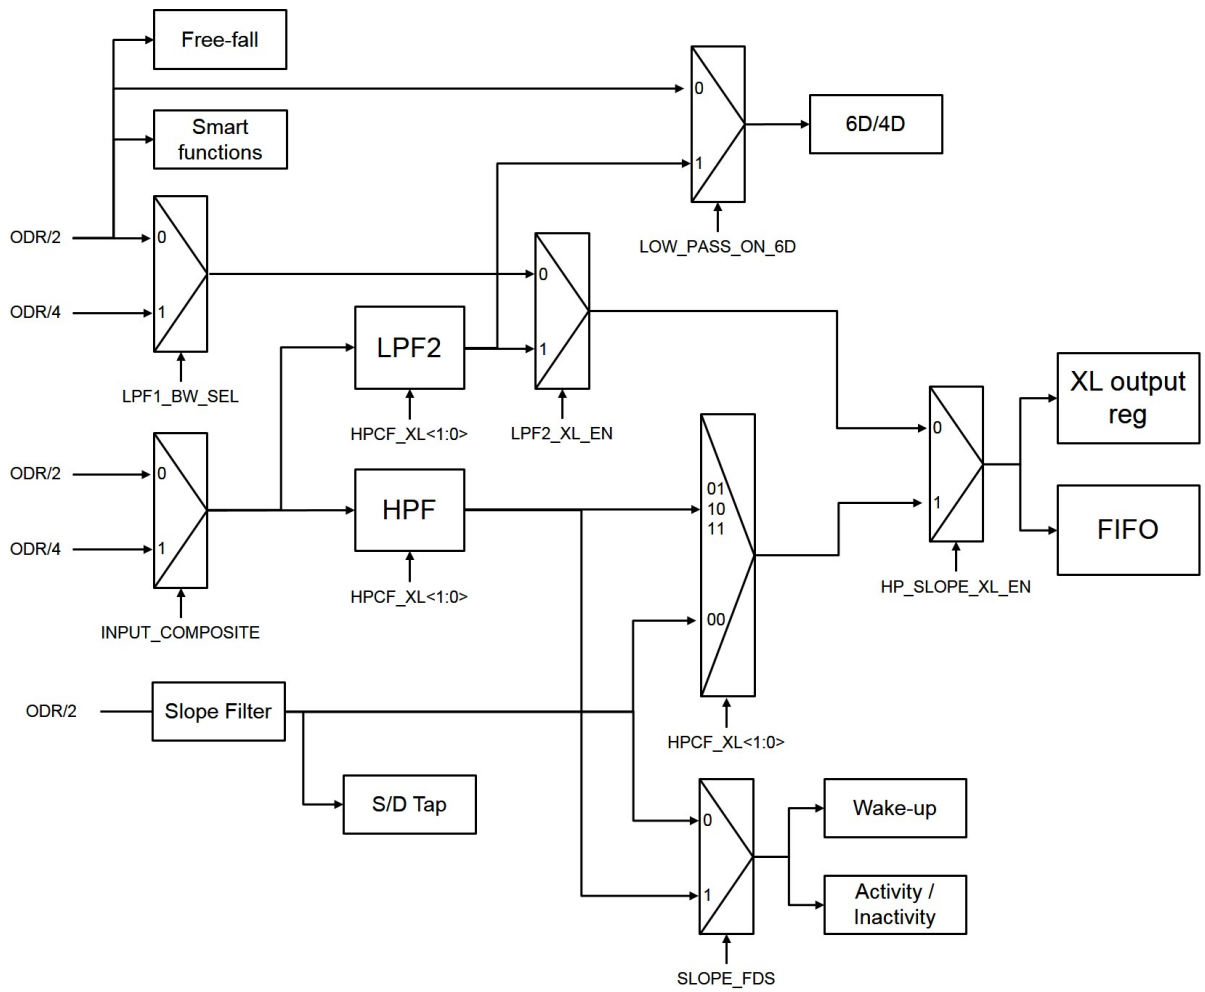 Free-fall
0
Smart
functions
6D/4D
1
ODR/2
0
LOW_PASS_ON_6D
0
ODR/4
1
LPF2
1
XL output
reg
LPF1_BW_SEL
HPCF_XL<1:0>
LPF2_XL_EN
0
ODR/2
0
01
10
11
1
HPF
FIFO
ODR/4
1
HP_SLOPE_XL_EN
HPCF_XL<1:0>
INPUT_COMPOSITE
00
ODR/2
Slope Filter
HPCF_XL<1:0>
S/D Tap
0
Wake-up
1
Activity /
Inactivity
SLOPE_FDS